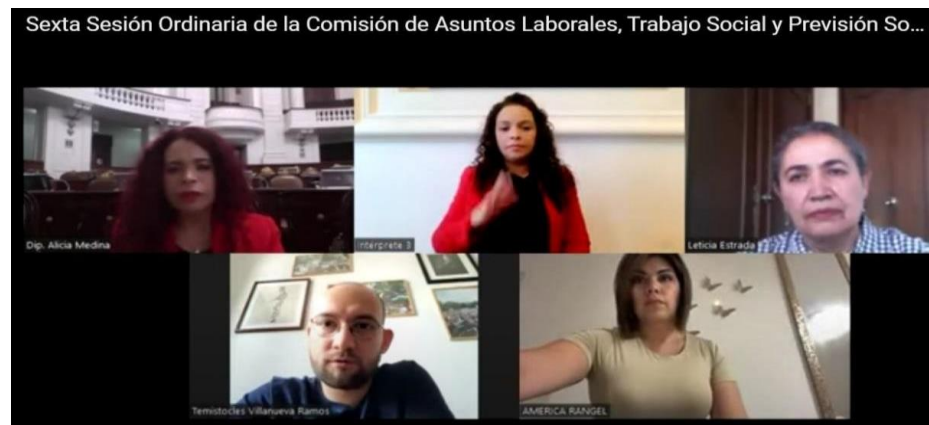 Sexta Sesión Ordinaria de la Comisión de Asuntos Laborales, Trabajo Social y Previsión So...
Dip. Alicia Medina
Intérprete 3
Leticia Estrada
Temistocles Villanueva Ramos
AMERICA RANGEL